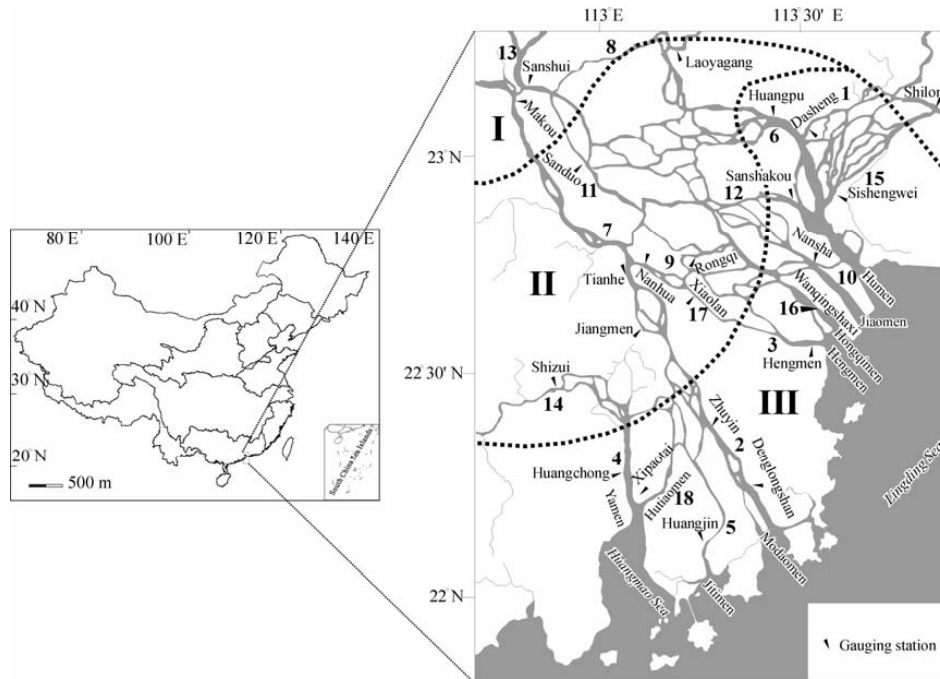 80°E
100°E
120°E
140°E
40°N
30°N
20°N
500 m
South China Sea Islands
113°E
113°30'E
13
8
Sanshui
Laoyagang
1
Huangpu
Dasheng
Shilon
I
Makou
6
23°N
Sanduo
Sanshakou
15
11
12
Sishengwei
7
Nansha
9
Rongqi
10
Humen
Tianhe
Nanhua
Wanqingshaxi
II
Xiaolan
16
Jiaomen
17
Hongqimen
Jiangmen
3
Hengmen
Hengmen
22°30'N
Shizui
III
14
Zhuyin
2
4
Xipaotai
Denglongshan
Lingding Sea
Huangchong
18
Yamen
Hutiaomen
Huangjin
5
Modaomen
22°N
Huangmao Sea
Jitimen
Gauging station